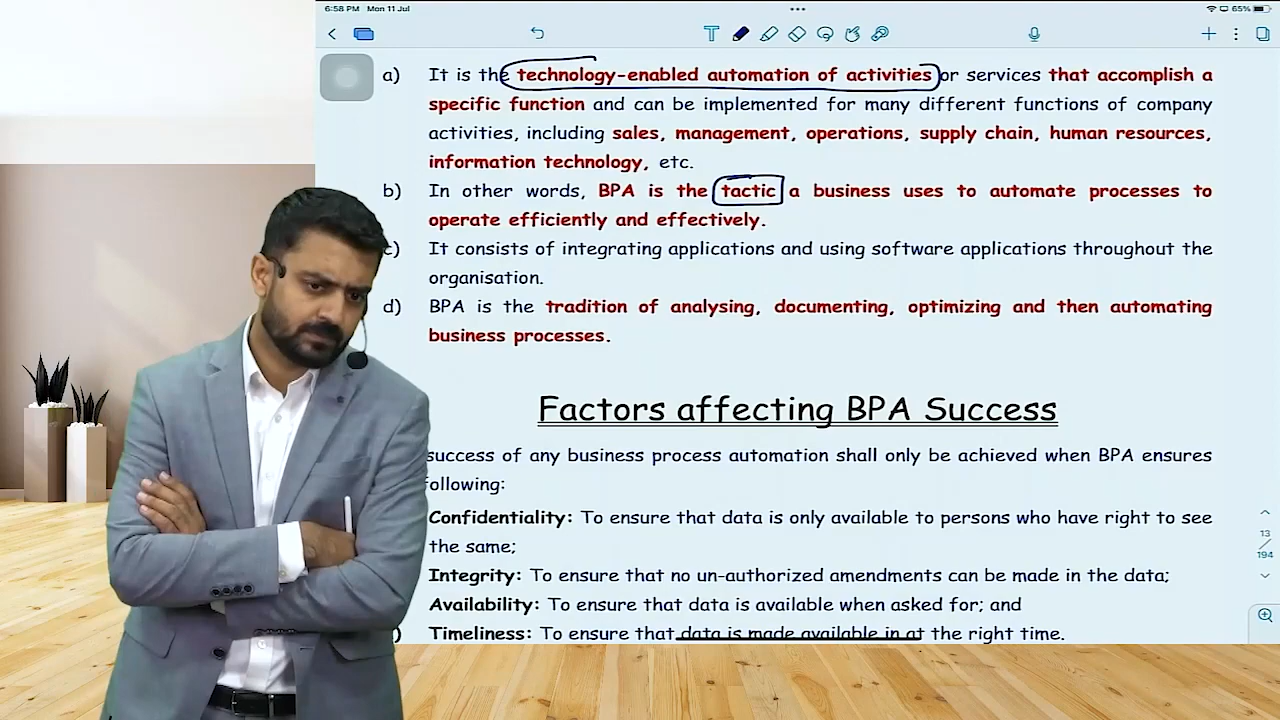 6:58 PM Mon 11 Jul
65%
a) It is the technology-enabled automation of activities or services that accomplish a
specific function and can be implemented for many different functions of company
activities, including sales, management, operations, supply chain, human resources,
information technology, etc.
b) In other words, BPA is the tactic a business uses to automate processes to
operate efficiently and effectively.
c) It consists of integrating applications and using software applications throughout the
organisation.
d) BPA is the tradition of analysing, documenting, optimizing and then automating
business processes.
Factors affecting BPA Success
success of any business process automation shall only be achieved when BPA ensures
following:
Confidentiality: To ensure that data is only available to persons who have right to see
the same;
Integrity: To ensure that no un-authorized amendments can be made in the data;
Availability: To ensure that data is available when asked for; and
) Timeliness: To ensure that data is made available in at the right time.
13
/
194